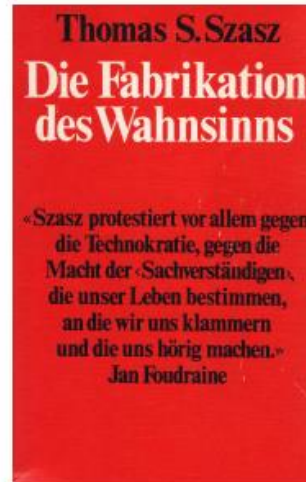 Thomas S. Szasz
Die Fabrikation
des Wahnsinns
«Szasz protestiert vor allem gegen
die Technokratie, gegen die
Macht der ‹Sachverständigen›,
die unser Leben bestimmen,
an die wir uns klammern
und die uns hörig machen.»
Jan Foudraine